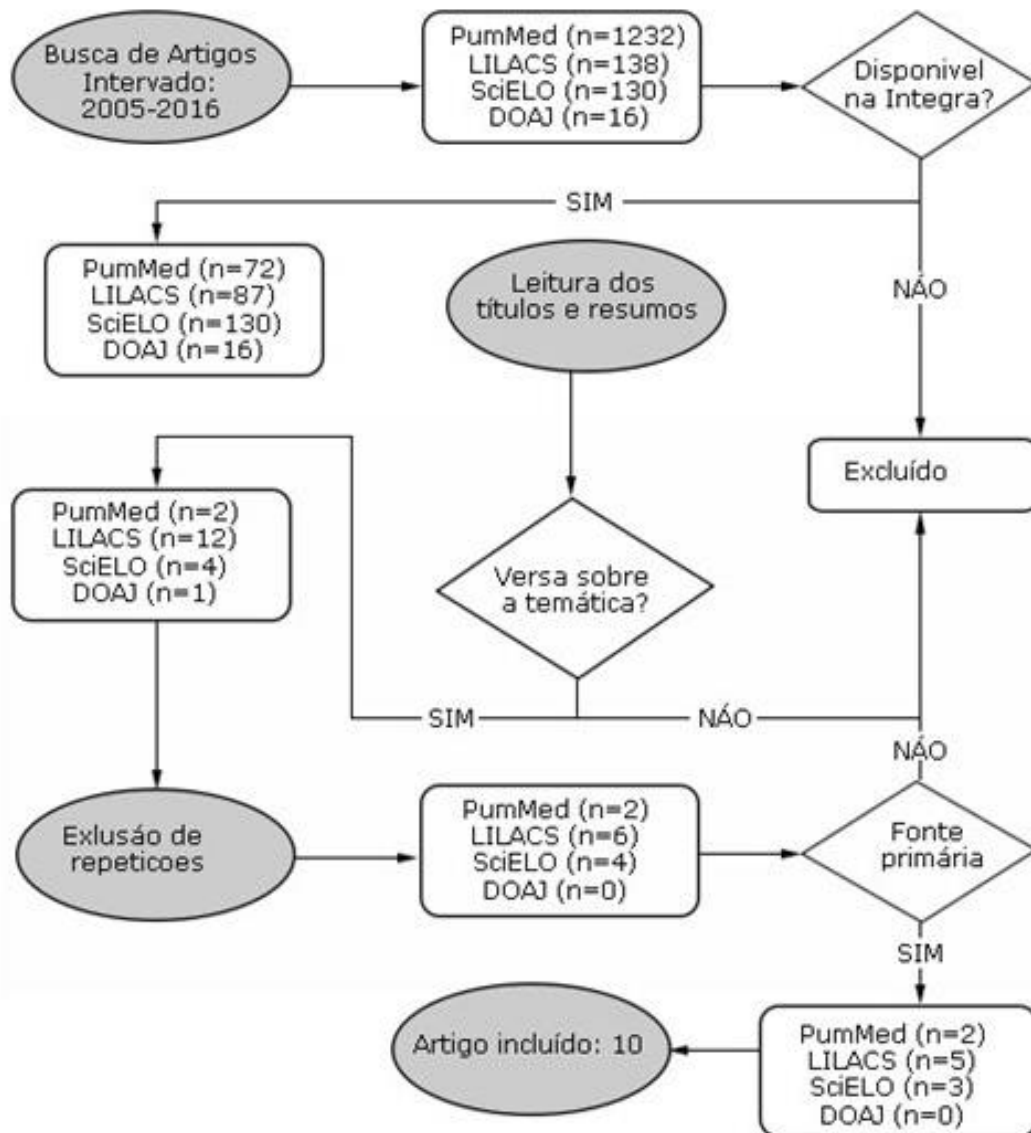 Busca de Artigos
Intervado:
2005-2016
PumMed (n=1232)
LILACS (n=138)
SciELO (n=130)
DOAJ (n=16)
Disponivel
na Integra?
SIM
NÁO
PumMed (n=72)
LILACS (n=87)
SciELO (n=130)
DOAJ (n=16)
Leitura dos
títulos e resumos
Excluído
PumMed (n=2)
LILACS (n=12)
SciELO (n=4)
DOAJ (n=1)
Versa sobre
a temática?
SIM
NÁO
NÁO
Exlusáo de
repeticoes
PumMed (n=2)
LILACS (n=6)
SciELO (n=4)
DOAJ (n=0)
Fonte
primária
SIM
Artigo incluído: 10
PumMed (n=2)
LILACS (n=5)
SciELO (n=3)
DOAJ (n=0)